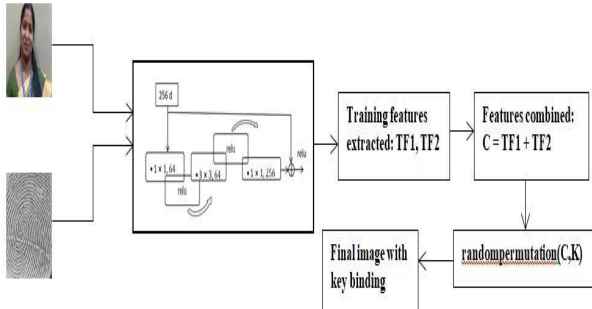 256 d
relu
relu
• 1 × 1, 64
• 3 × 3, 64
• 1 × 1, 256
relu
Training features
extracted: TF1, TF2
Features combined:
C = TF1 + TF2
randompermutation(C,K)
Final image with
key binding